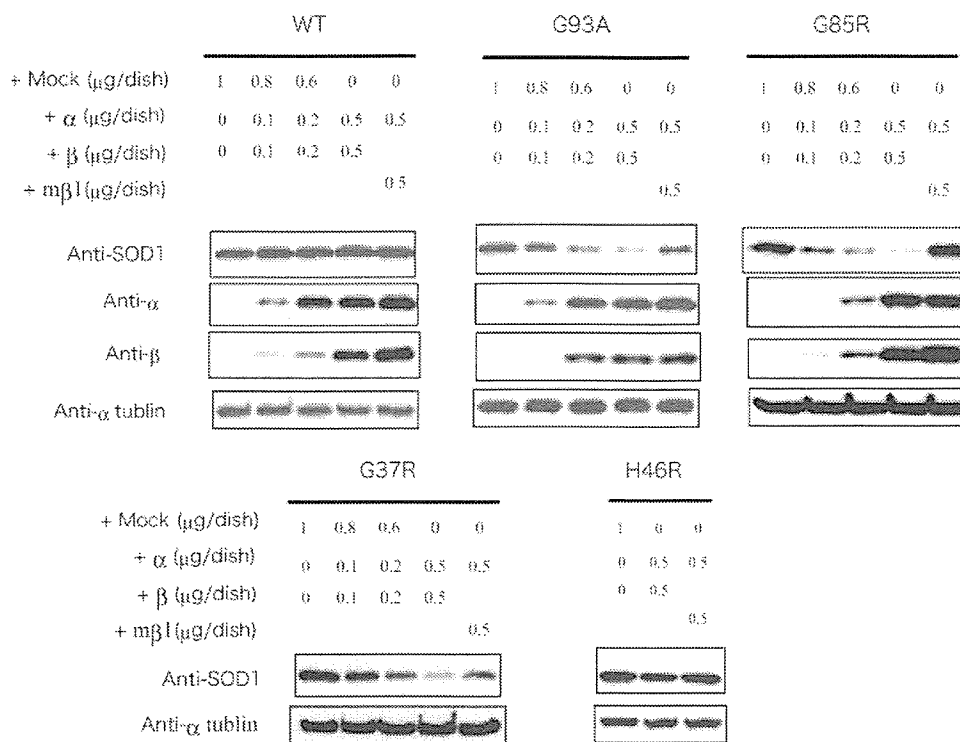 WT G93A G85R
+ Mock (μg/dish) 1 0.8 0.6 0 0 1 0.8 0.6 0 0 1 0.8 0.6 0 0
+ α (μg/dish) 0 0.1 0.2 0.5 0.5 0 0.1 0.2 0.5 0.5 0 0.1 0.2 0.5 0.5
+ β (μg/dish) 0 0.1 0.2 0.5 0 0.1 0.2 0.5 0 0.1 0.2 0.5
+ mβ1(μg/dish) 0.5 0.5 0.5
Anti-SOD1
Anti-α
Anti-β
Anti-α tublin
G37R H46R
+ Mock (μg/dish) 1 0.8 0.6 0 0 1 0 0
+ α (μg/dish) 0 0.1 0.2 0.5 0.5 0 0.5 0.5
+ β (μg/dish) 0 0.1 0.2 0.5 0 0.5
+ mβ1(μg/dish) 0.5 0.5
Anti-SOD1
Anti-α tublin